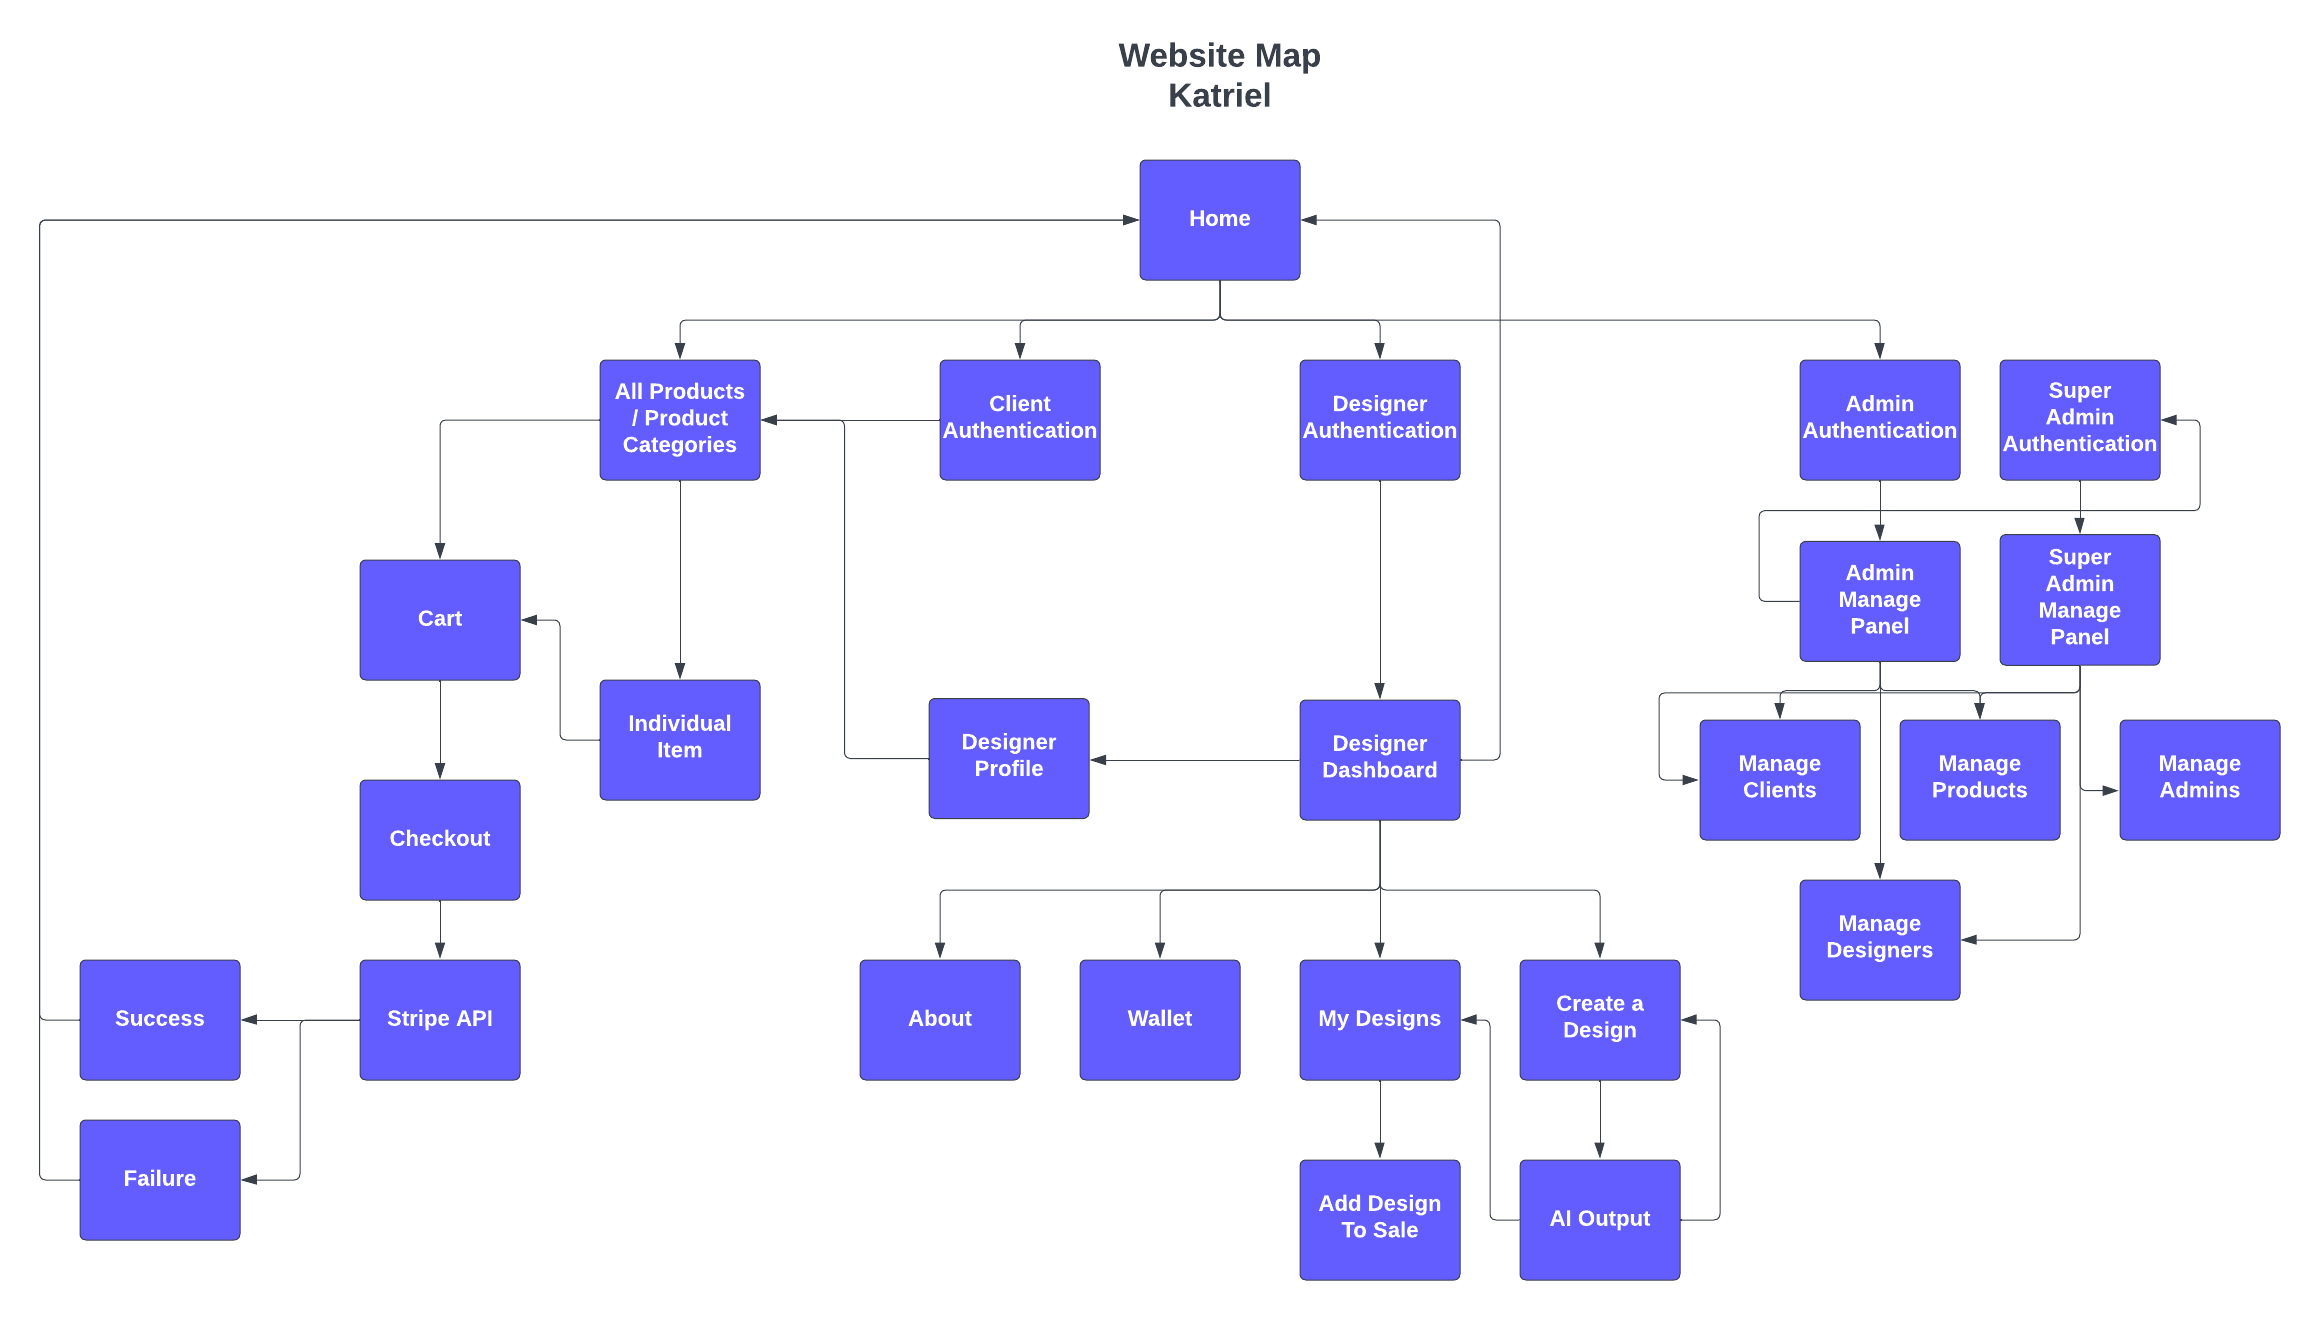 Website Map
Katriel
Home
All Products
/ Product
Categories
Client
Authentication
Designer
Authentication
Admin
Authentication
Super
Admin
Authentication
Cart
Admin
Manage
Panel
Super
Admin
Manage
Panel
Individual
Item
Designer
Profile
Designer
Dashboard
Manage
Clients
Manage
Products
Manage
Admins
Checkout
Manage
Designers
Success
Stripe API
About
Wallet
My Designs
Create a
Design
Failure
Add Design
To Sale
AI Output